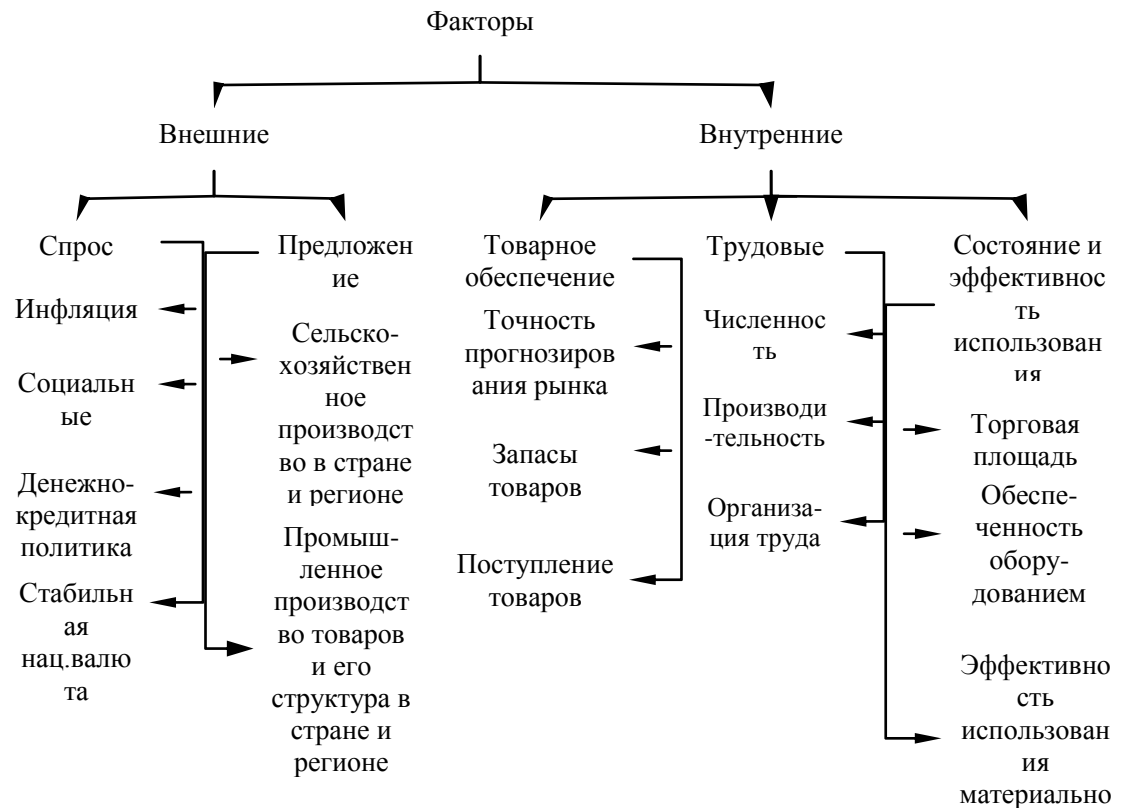 Факторы
Внешние
Внутренние
Спрос
Инфляция
Социальн
ые
Денежно-
кредитная
политика
Стабильн
ая
нац.валю
та
Предложен
ие
Сельско-
хозяйствен
ное
производст
во в стране
и регионе
Промыш-
ленное
производст
во товаров
и его
структура в
стране и
регионе
Товарное
обеспечение
Точность
прогнозиров
ания рынка
Запасы
товаров
Поступление
товаров
Трудовые
Численнос
ть
Производи
-тельность
Организа-
ция труда
Состояние и
эффективнос
ть
использован
ия
Торговая
площадь
Обеспе-
ченность
обору-
дованием
Эффективно
сть
использован
ия
материально